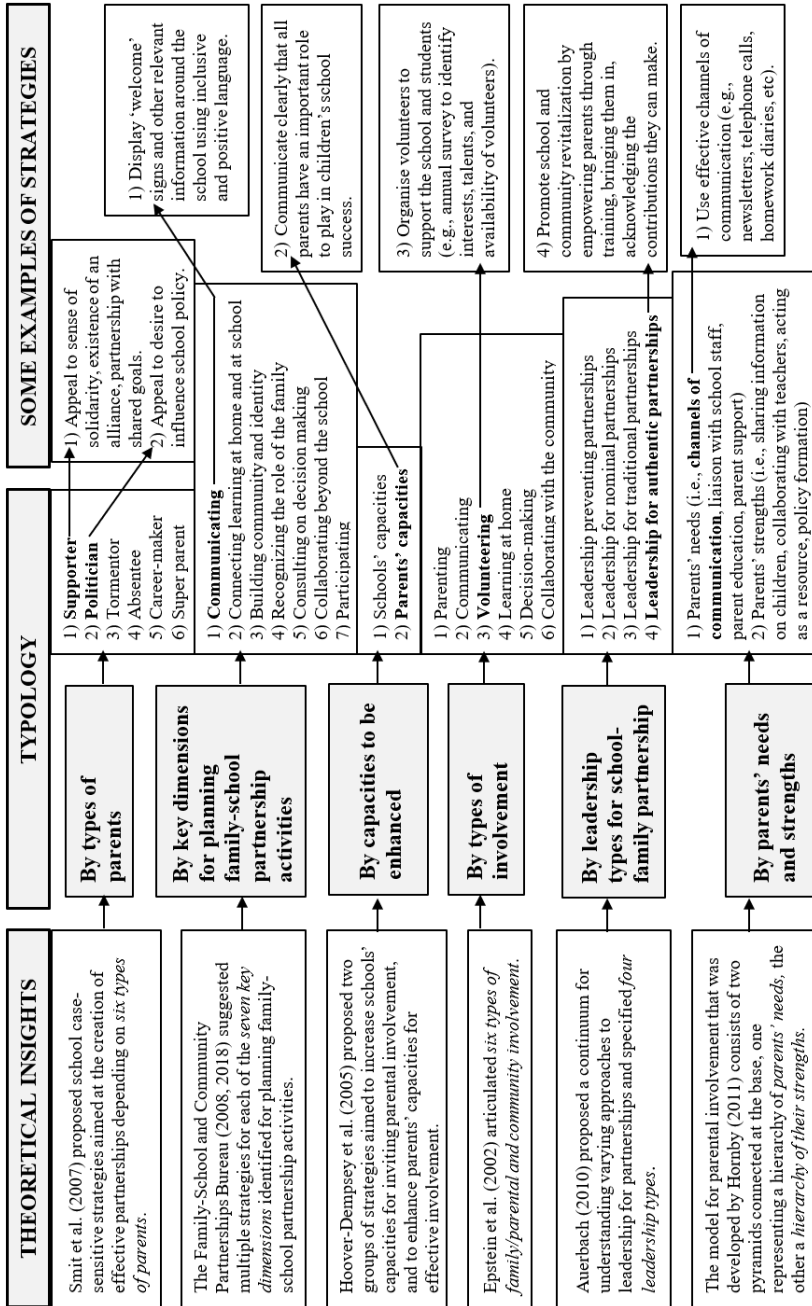 THEORETICAL INSIGHTS
TYPOLOGY
SOME EXAMPLES OF STRATEGIES
Smit et al. (2007) proposed school case-
sensitive strategies aimed at the creation of
effective partnerships depending on six types
of parents.
By types of
parents
1) Supporter
2) Politician
3) Tormentor
4) Absentee
5) Career-maker
6) Super parent
1) Appeal to sense of
solidarity, existence of an
alliance, partnership with
shared goals.
2) Appeal to desire to
influence school policy.
The Family-School and Community
Partnerships Bureau (2008, 2018) suggested
multiple strategies for each of the seven key
dimensions identified for planning family-
school partnership activities.
By key dimensions
for planning
family-school
partnership
activities
1) Communicating
2) Connecting learning at home and at school
3) Building community and identity
4) Recognizing the role of the family
5) Consulting on decision making
6) Collaborating beyond the school
7) Participating
1) Display ‘welcome’
signs and other relevant
information around the
school using inclusive
and positive language.
Hoover-Dempsey et al. (2005) proposed two
groups of strategies aimed to increase schools’
capacities for inviting parental involvement,
and to enhance parents’ capacities for
effective involvement.
By capacities to be
enhanced
1) Schools’ capacities
2) Parents’ capacities
2) Communicate clearly that all
parents have an important role
to play in children’s school
success.
Epstein et al. (2002) articulated six types of
family/parental and community involvement.
By types of
involvement
1) Parenting
2) Communicating
3) Volunteering
4) Learning at home
5) Decision-making
6) Collaborating with the community
3) Organise volunteers to
support the school and students
(e.g., annual survey to identify
interests, talents, and
availability of volunteers).
Auerbach (2010) proposed a continuum for
understanding varying approaches to
leadership for partnerships and specified four
leadership types.
By leadership
types for school-
family partnership
1) Leadership preventing partnerships
2) Leadership for nominal partnerships
3) Leadership for traditional partnerships
4) Leadership for authentic partnerships
4) Promote school and
community revitalization by
empowering parents through
training, bringing them in,
acknowledging the
contributions they can make.
The model for parental involvement that was
developed by Hornby (2011) consists of two
pyramids connected at the base, one
representing a hierarchy of parents’ needs, the
other a hierarchy of their strengths.
By parents’ needs
and strengths
1) Parents’ needs (i.e., channels of
communication, liaison with school staff,
parent education, parent support)
2) Parents’ strengths (i.e., sharing information
on children, collaborating with teachers, acting
as a resource, policy formation)
1) Use effective channels of
communication (e.g.,
newsletters, telephone calls,
homework diaries, etc).